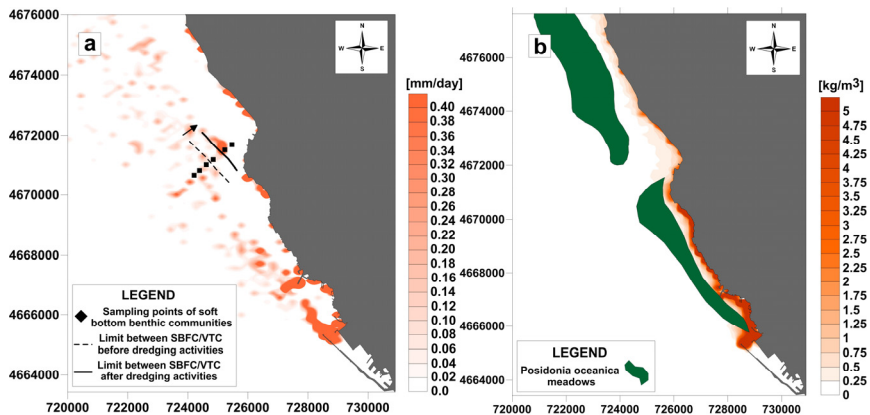 a
N
W E
S
4676000
4674000
4672000
4670000
4668000
4666000
4664000
720000 722000 724000 726000 728000 730000
LEGEND
Sampling points of soft
bottom benthic communities
Limit between SBFC/VTC
before dredging activities
Limit between SBFC/VTC
after dredging activities
[mm/day]
0.40
0.38
0.36
0.34
0.32
0.30
0.28
0.26
0.24
0.22
0.20
0.18
0.16
0.14
0.12
0.10
0.08
0.06
0.04
0.02
0.0
b
N
W E
S
4676000
4674000
4672000
4670000
4668000
4666000
4664000
720000 722000 724000 726000 728000 730000
LEGEND
Posidonia oceanica
meadows
[kg/m3]
5
4.75
4.5
4.25
4
3.75
3.5
3.25
3
2.75
2.5
2.25
2
1.75
1.5
1.25
1
0.75
0.5
0.25
0